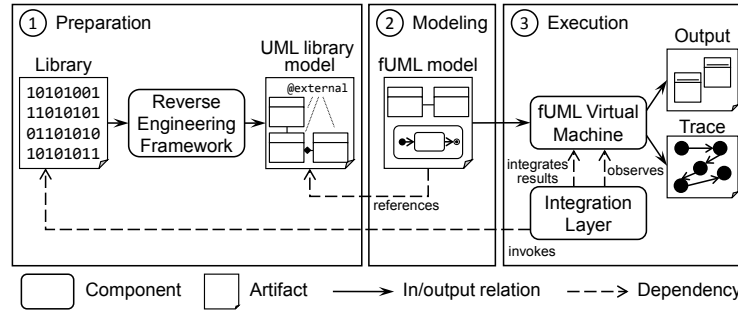 1 Preparation
Library
10101001
11010101
01101010
10101011
Reverse
Engineering
Framework
UML library
model
@external
2 Modeling
fUML model
references
3 Execution
fUML Virtual
Machine
Output
Trace
integrates
results
observes
Integration
Layer
invokes
Component
Artifact
In/output relation
Dependency